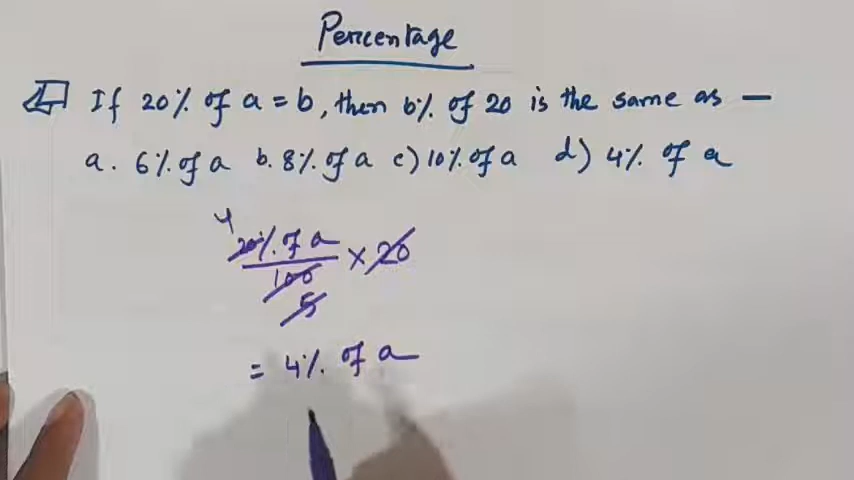 Percentage
If 20% of a = b, then b% of 20 is the same as —
a. 6% of a b. 8% of a c) 10% of a d) 4% of a
4
20% of a
100 × 20
5
= 4% of a